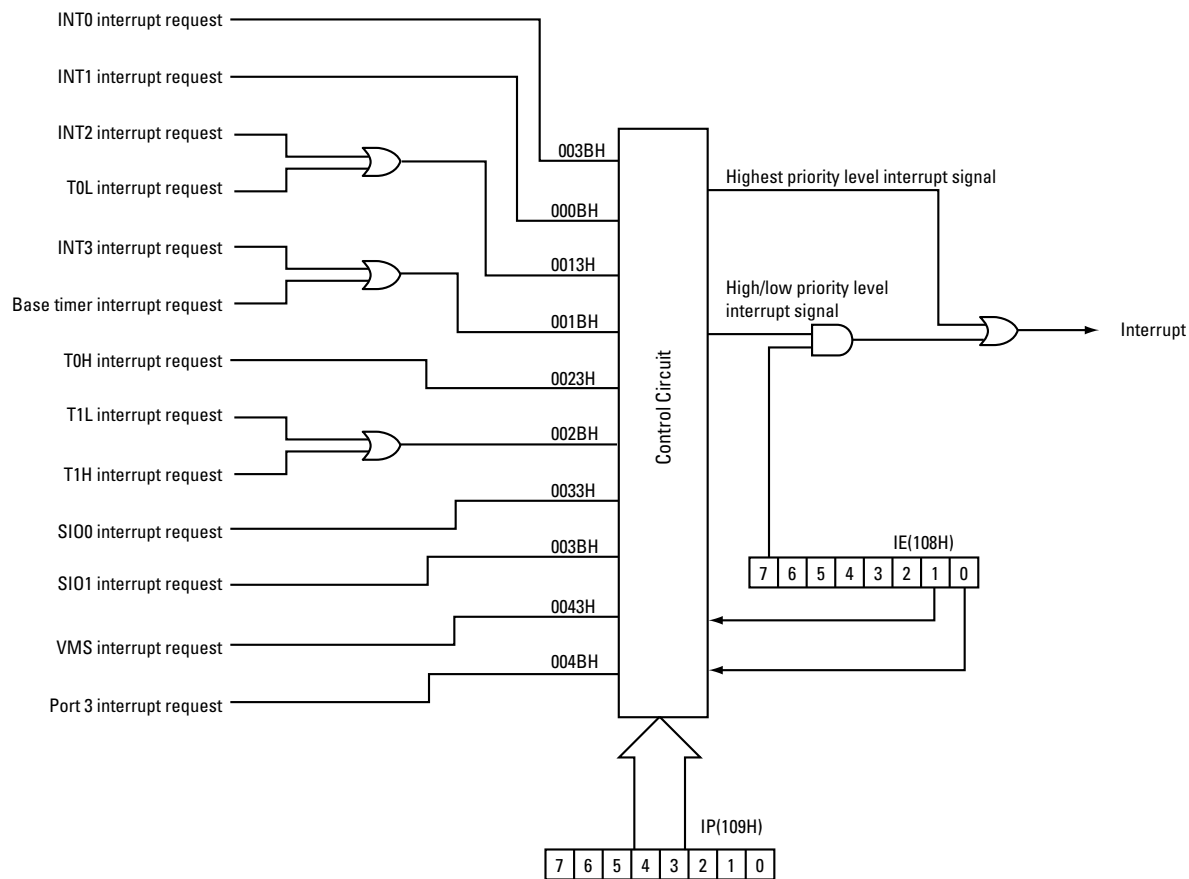 INT0 interrupt request
INT1 interrupt request
INT2 interrupt request
T0L interrupt request
INT3 interrupt request
Base timer interrupt request
T0H interrupt request
T1L interrupt request
T1H interrupt request
SIO0 interrupt request
SIO1 interrupt request
VMS interrupt request
Port 3 interrupt request
003BH
000BH
0013H
001BH
0023H
002BH
0033H
003BH
0043H
004BH
Control Circuit
Highest priority level interrupt signal
High/low priority level
interrupt signal
Interrupt
IE(108H)
7 6 5 4 3 2 1 0
IP(109H)
7 6 5 4 3 2 1 0